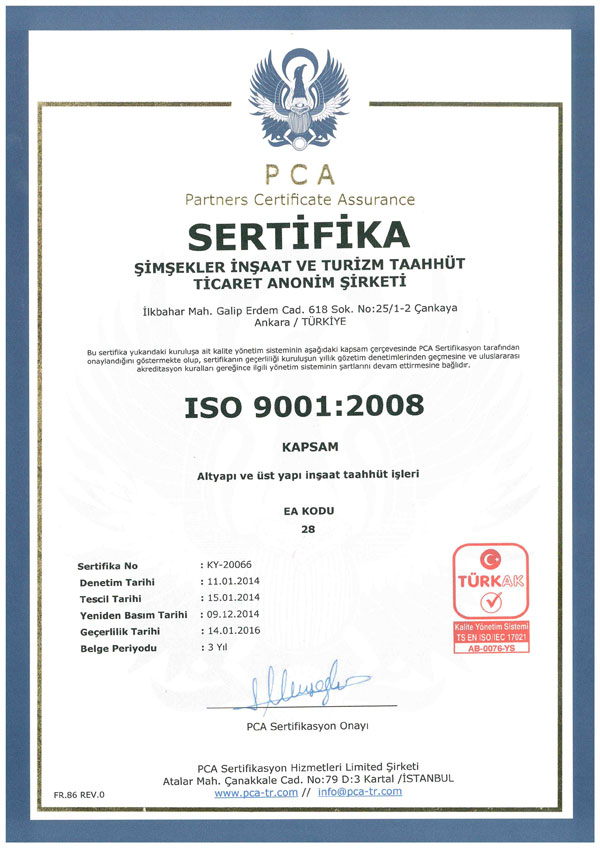 PCA
Partners Certificate Assurance
SERTİFİKA
ŞİMŞEKLER İNŞAAT VE TURİZM TAAHHÜT
TİCARET ANONİM ŞİRKETİ
İlkbahar Mah. Galip Erdem Cad. 618 Sok. No:25/1-2 Çankaya
Ankara / TÜRKİYE
Bu sertifika yukarıdaki kuruluşa ait kalite yönetim sisteminin aşağıdaki kapsam çerçevesinde PCA Sertifikasyon tarafından
onaylandığını göstermekte olup, sertifikanın geçerliliği kuruluşun yıllık gözetim denetimlerinden geçmesine ve uluslararası
akreditasyon kuralları gereğince ilgili yönetim sisteminin şartlarını devam ettirmesine bağlıdır.
ISO 9001:2008
KAPSAM
Altyapı ve üst yapı inşaat taahhüt işleri
EA KODU
28
Sertifika No : KY-20066
Denetim Tarihi : 11.01.2014
Tescil Tarihi : 15.01.2014
Yeniden Basım Tarihi : 09.12.2014
Geçerlilik Tarihi : 14.01.2016
Belge Periyodu : 3 Yıl
TÜRKAK
Kalite Yönetim Sistemi
TS EN ISO/IEC 17021
AB-0076-YS
PCA Sertifikasyon Onayı
PCA Sertifikasyon Hizmetleri Limited Şirketi
Atalar Mah. Çanakkale Cad. No:79 D:3 Kartal /İSTANBUL
www.pca-tr.com // info@pca-tr.com
FR.86 REV.0